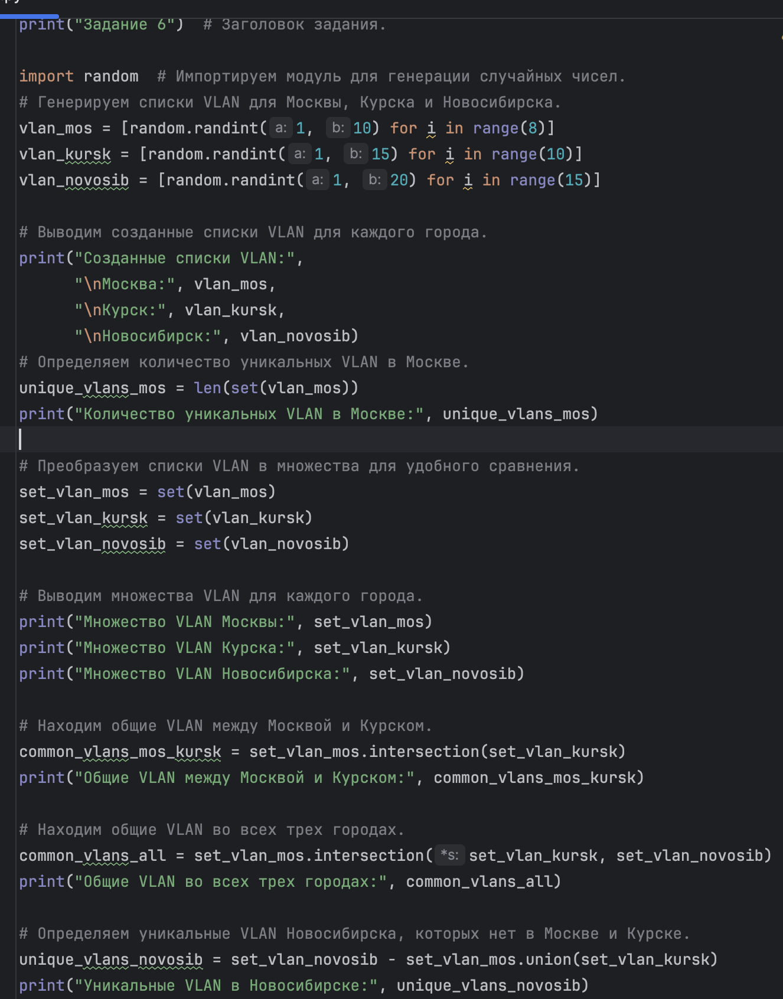 print("Задание 6")  # Заголовок задания.
import random  # Импортируем модуль для генерации случайных чисел.
# Генерируем списки VLAN для Москвы, Курска и Новосибирска.
vlan_mos = [random.randint( a: 1,  b: 10) for i in range(8)]
vlan_kursk = [random.randint( a: 1,  b: 15) for i in range(10)]
vlan_novosib = [random.randint( a: 1,  b: 20) for i in range(15)]
# Выводим созданные списки VLAN для каждого города.
print("Созданные списки VLAN:",
"\nМосква:", vlan_mos,
"\nКурск:", vlan_kursk,
"\nНовосибирск:", vlan_novosib)
# Определяем количество уникальных VLAN в Москве.
unique_vlans_mos = len(set(vlan_mos))
print("Количество уникальных VLAN в Москве:", unique_vlans_mos)
# Преобразуем списки VLAN в множества для удобного сравнения.
set_vlan_mos = set(vlan_mos)
set_vlan_kursk = set(vlan_kursk)
set_vlan_novosib = set(vlan_novosib)
# Выводим множества VLAN для каждого города.
print("Множество VLAN Москвы:", set_vlan_mos)
print("Множество VLAN Курска:", set_vlan_kursk)
print("Множество VLAN Новосибирска:", set_vlan_novosib)
# Находим общие VLAN между Москвой и Курском.
common_vlans_mos_kursk = set_vlan_mos.intersection(set_vlan_kursk)
print("Общие VLAN между Москвой и Курском:", common_vlans_mos_kursk)
# Находим общие VLAN во всех трех городах.
common_vlans_all = set_vlan_mos.intersection( *s: set_vlan_kursk, set_vlan_novosib)
print("Общие VLAN во всех трех городах:", common_vlans_all)
# Определяем уникальные VLAN Новосибирска, которых нет в Москве и Курске.
unique_vlans_novosib = set_vlan_novosib - set_vlan_mos.union(set_vlan_kursk)
print("Уникальные VLAN в Новосибирске:", unique_vlans_novosib)